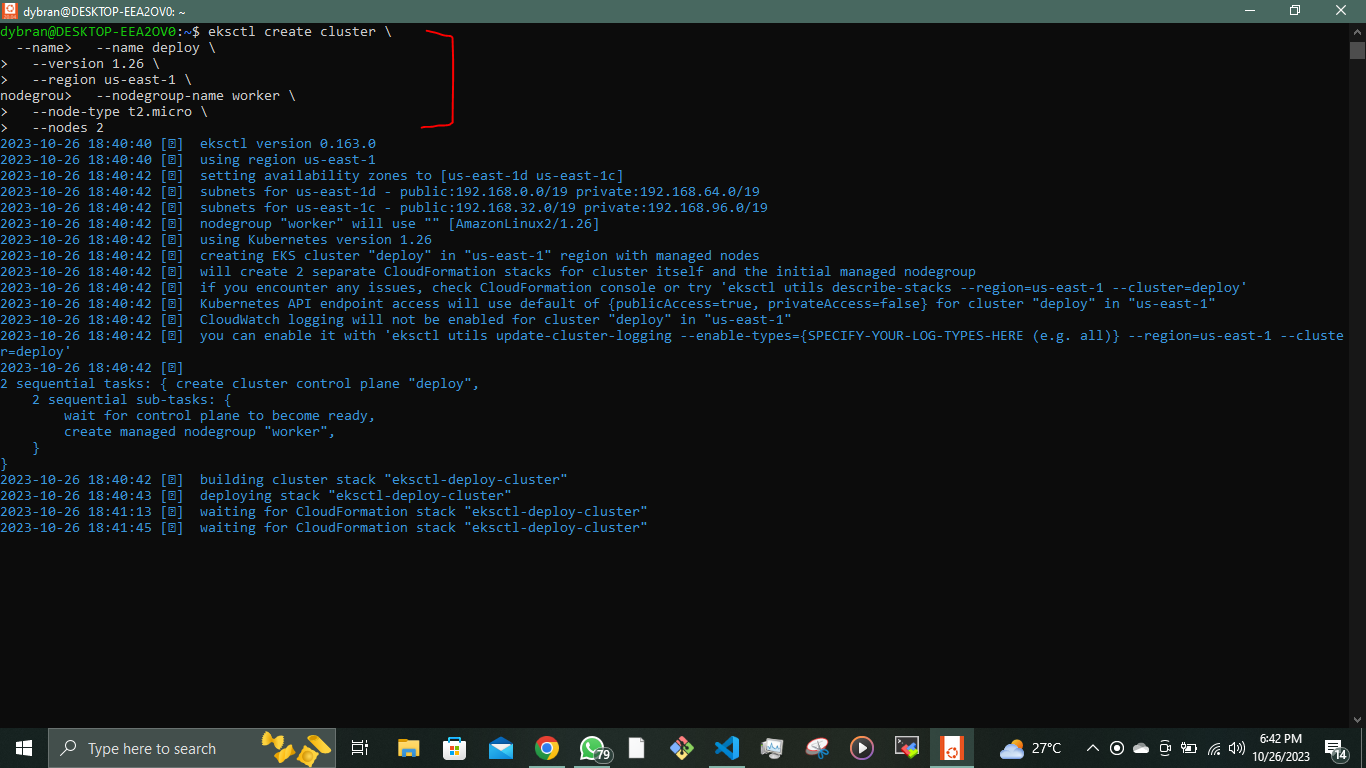 dybran@DESKTOP-EEA2OV0: ~
dybran@DESKTOP-EEA2OV0:~$ eksctl create cluster \
  --name>   --name deploy \
>   --version 1.26 \
>   --region us-east-1 \
nodegrou>   --nodegroup-name worker \
>   --node-type t2.micro \
>   --nodes 2
2023-10-26 18:40:40 [?]  eksctl version 0.163.0
2023-10-26 18:40:40 [?]  using region us-east-1
2023-10-26 18:40:42 [?]  setting availability zones to [us-east-1d us-east-1c]
2023-10-26 18:40:42 [?]  subnets for us-east-1d - public:192.168.0.0/19 private:192.168.64.0/19
2023-10-26 18:40:42 [?]  subnets for us-east-1c - public:192.168.32.0/19 private:192.168.96.0/19
2023-10-26 18:40:42 [?]  nodegroup "worker" will use "" [AmazonLinux2/1.26]
2023-10-26 18:40:42 [?]  using Kubernetes version 1.26
2023-10-26 18:40:42 [?]  creating EKS cluster "deploy" in "us-east-1" region with managed nodes
2023-10-26 18:40:42 [?]  will create 2 separate CloudFormation stacks for cluster itself and the initial managed nodegroup
2023-10-26 18:40:42 [?]  if you encounter any issues, check CloudFormation console or try 'eksctl utils describe-stacks --region=us-east-1 --cluster=deploy'
2023-10-26 18:40:42 [?]  Kubernetes API endpoint access will use default of {publicAccess=true, privateAccess=false} for cluster "deploy" in "us-east-1"
2023-10-26 18:40:42 [?]  CloudWatch logging will not be enabled for cluster "deploy" in "us-east-1"
2023-10-26 18:40:42 [?]  you can enable it with 'eksctl utils update-cluster-logging --enable-types={SPECIFY-YOUR-LOG-TYPES-HERE (e.g. all)} --region=us-east-1 --cluste
r=deploy'
2023-10-26 18:40:42 [?]
2 sequential tasks: { create cluster control plane "deploy",
    2 sequential sub-tasks: {
        wait for control plane to become ready,
        create managed nodegroup "worker",
    }
}
2023-10-26 18:40:42 [?]  building cluster stack "eksctl-deploy-cluster"
2023-10-26 18:40:43 [?]  deploying stack "eksctl-deploy-cluster"
2023-10-26 18:41:13 [?]  waiting for CloudFormation stack "eksctl-deploy-cluster"
2023-10-26 18:41:45 [?]  waiting for CloudFormation stack "eksctl-deploy-cluster"
Type here to search
79
27°C
6:42 PM
10/26/2023
14